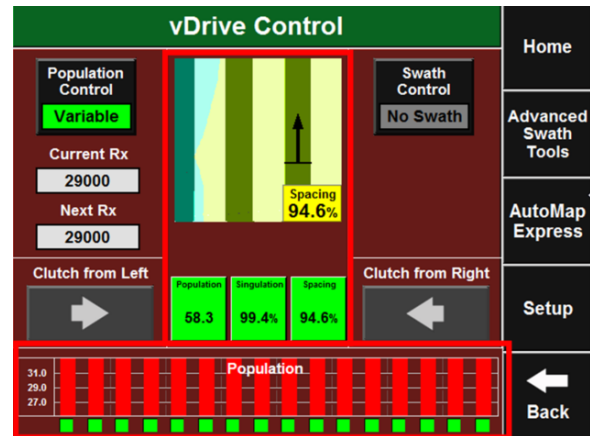 vDrive Control
Home
Population
Control
Variable
Swath
Control
No Swath
Advanced
Swath
Tools
Current Rx
29000
Next Rx
29000
Spacing
94.6%
AutoMap
Express
Clutch from Left
Clutch from Right
Population
58.3
Singulation
99.4%
Spacing
94.6%
Setup
Population
31.0
29.0
27.0
Back